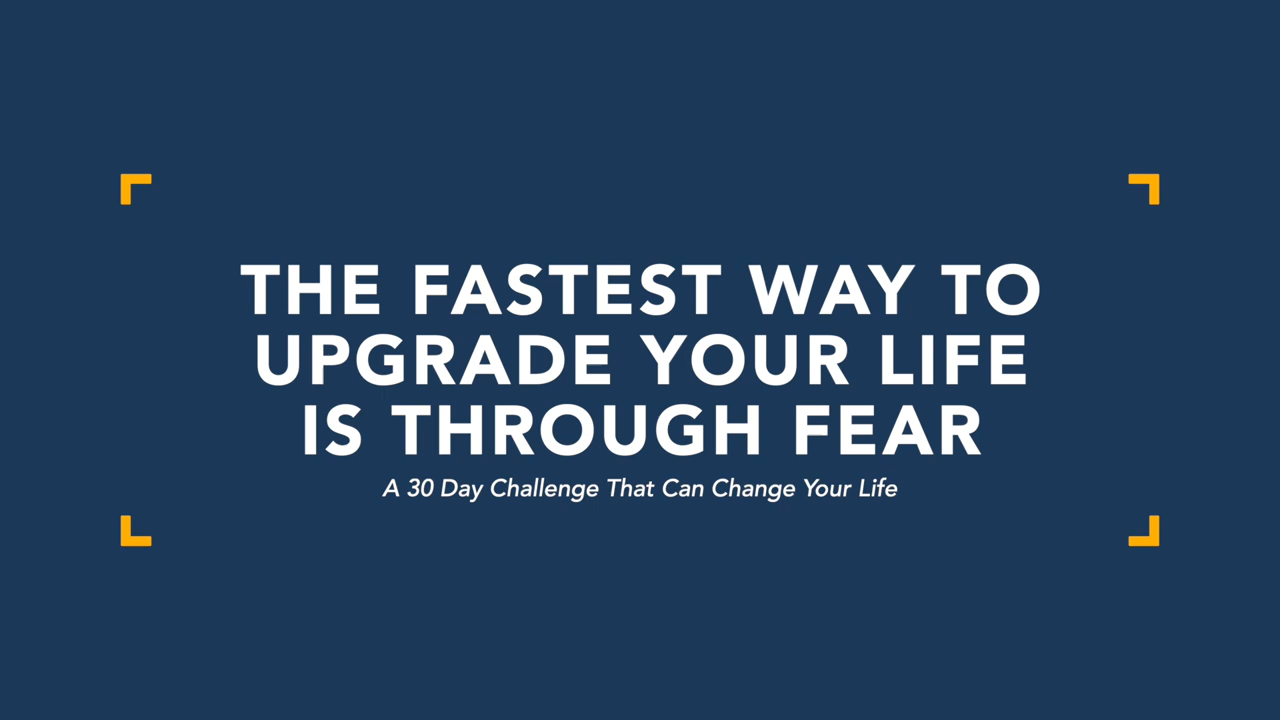 THE FASTEST WAY TO
UPGRADE YOUR LIFE
IS THROUGH FEAR
A 30 Day Challenge That Can Change Your Life